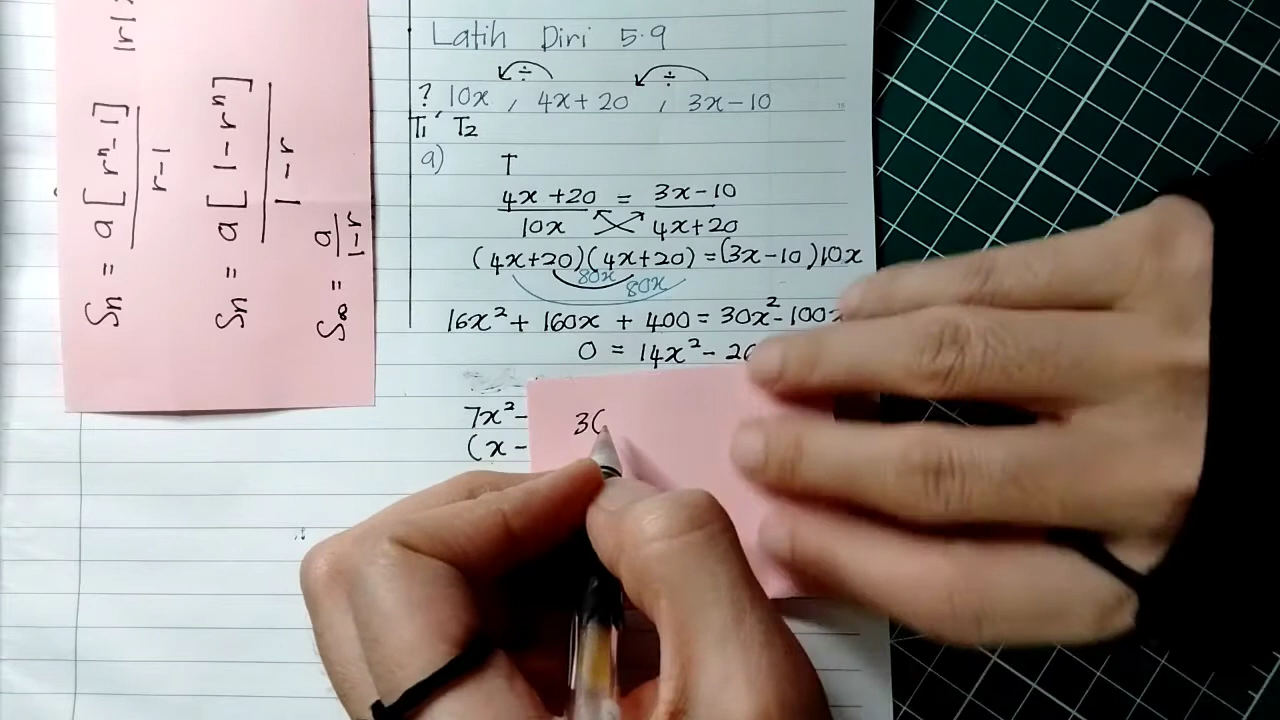 Sn = a[rⁿ-1] / r-1
|r|
Sn = a[1-rⁿ] / 1-r
S∞ = a / 1-r
Latih Diri 5.9
÷ ÷
? 10x , 4x+20 , 3x-10
T₁ T₂
a) T
4x+20 / 10x = 3x-10 / 4x+20
(4x+20)(4x+20) = (3x-10)10x
80x 80x
16x² + 160x + 400 = 30x² - 100x
0 = 14x² - 26
7x² -
3(
(x -